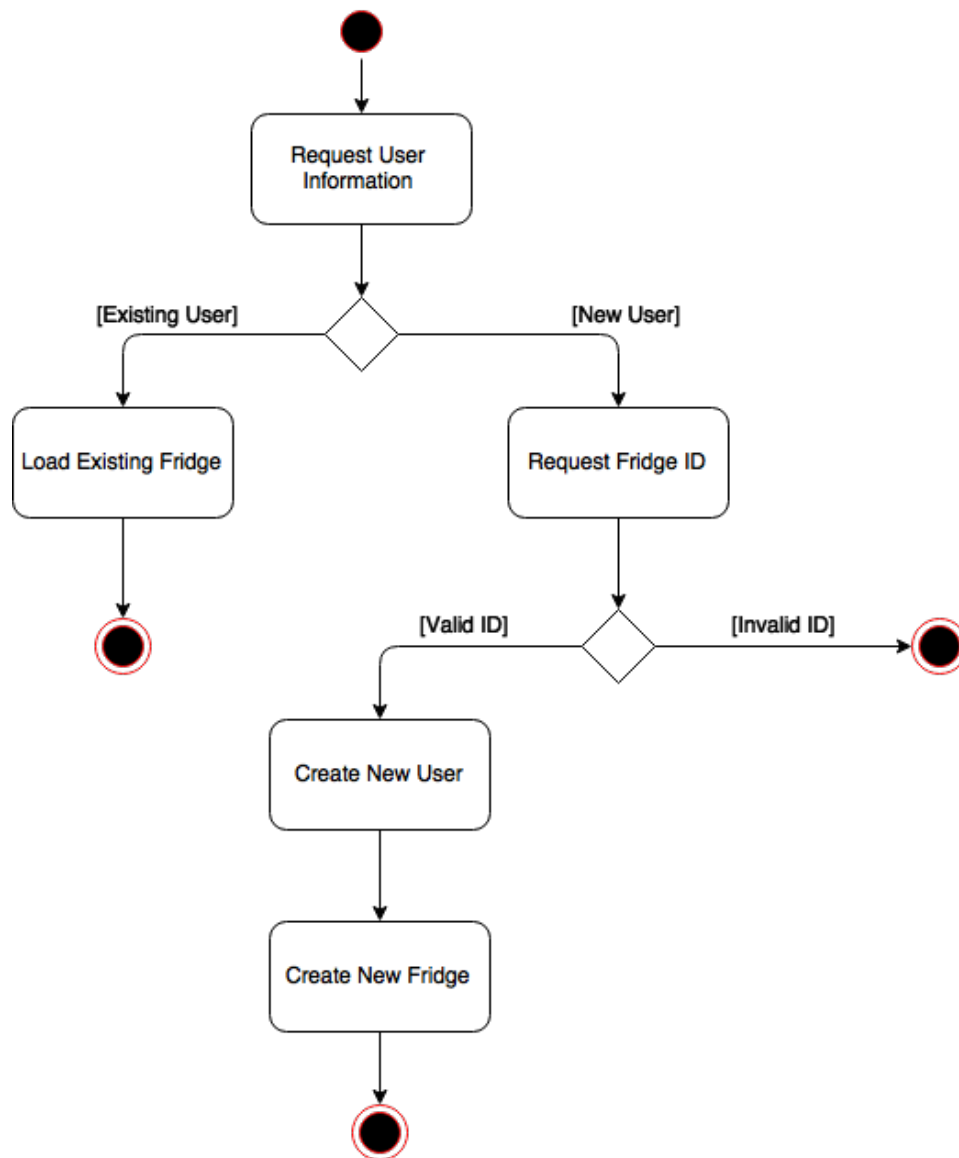 Request User
Information
[Existing User]
[New User]
Load Existing Fridge
Request Fridge ID
[Valid ID]
[Invalid ID]
Create New User
Create New Fridge